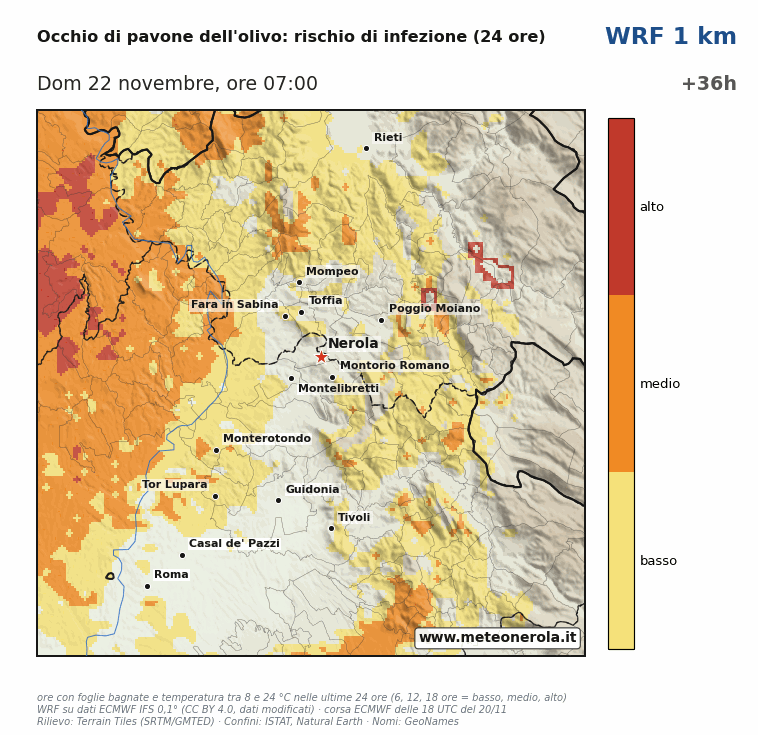 Occhio di pavone dell'olivo: rischio di infezione (24 ore)
WRF 1 km
Dom 22 novembre, ore 07:00
+36h
Rieti
alto
Mompeo
Fara in Sabina
Toffia
Poggio Moiano
Nerola
Montorio Romano
medio
Montelibretti
Monterotondo
Tor Lupara
Guidonia
Tivoli
Casal de' Pazzi
basso
Roma
www.meteonerola.it
ore con foglie bagnate e temperatura tra 8 e 24 °C nelle ultime 24 ore (6, 12, 18 ore = basso, medio, alto)
WRF su dati ECMWF IFS 0,1° (CC BY 4.0, dati modificati) · corsa ECMWF delle 18 UTC del 20/11
Rilievo: Terrain Tiles (SRTM/GMTED) · Confini: ISTAT, Natural Earth · Nomi: GeoNames